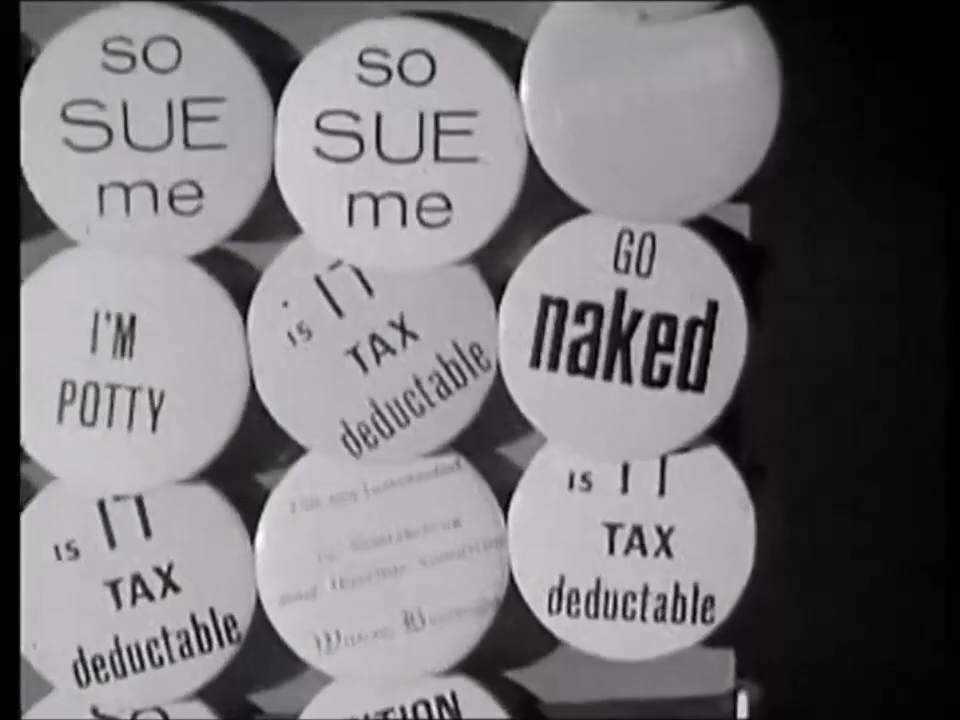 so
SUE
me
so
SUE
me
I'M
POTTY
is IT
TAX
deductable
GO
naked
is IT
TAX
deductable
is IT
TAX
deductable